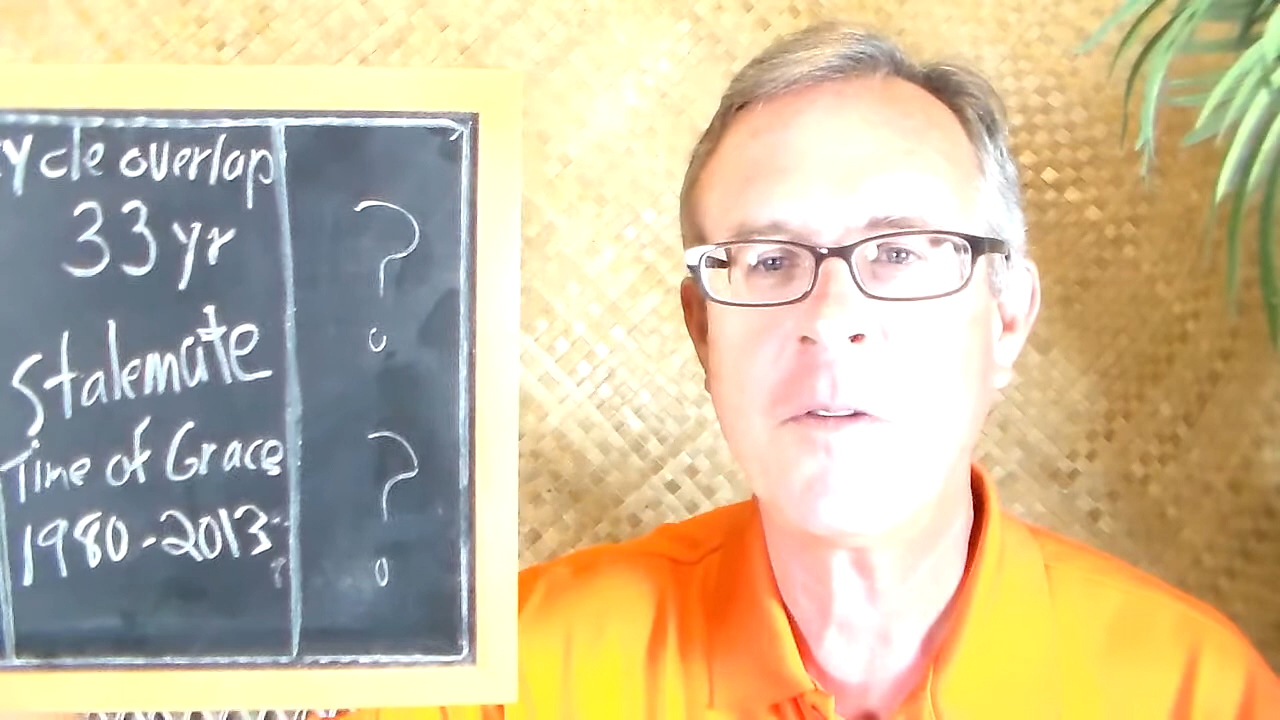 ycle overlap
33 yr
Stalemate
Time of Grace
1980-2013
?
?
?